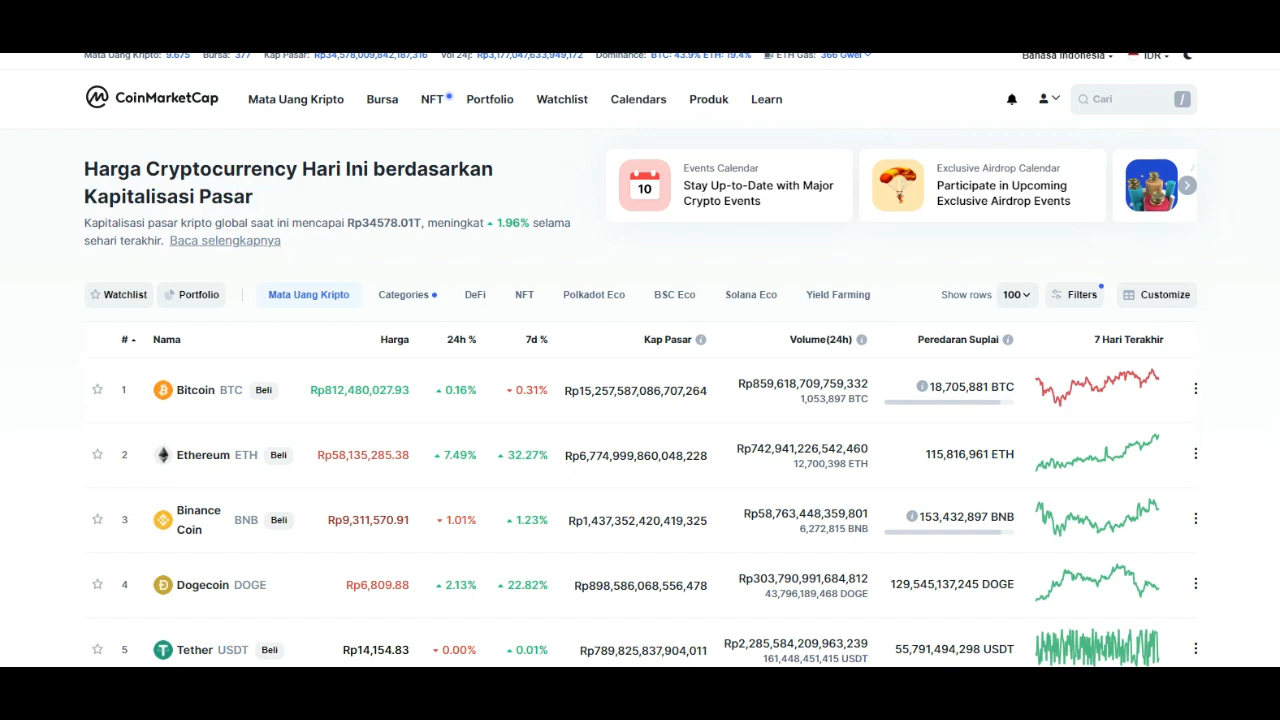 Mata Uang Kripto: 9.675 Bursa: 377 Kap Pasar: Rp34,578,009,842,187,316 Vol 24j: Rp3,177,047,633,949,172 Dominance: BTC: 43.9% ETH: 19.4% ETH Gas: 366 Gwei Bahasa Indonesia IDR
CoinMarketCap Mata Uang Kripto Bursa NFT Portfolio Watchlist Calendars Produk Learn Cari /
Harga Cryptocurrency Hari Ini berdasarkan
Kapitalisasi Pasar
Kapitalisasi pasar kripto global saat ini mencapai Rp34578.01T, meningkat 1.96% selama
sehari terakhir. Baca selengkapnya
10
Events Calendar
Stay Up-to-Date with Major
Crypto Events
Exclusive Airdrop Calendar
Participate in Upcoming
Exclusive Airdrop Events
Watchlist Portfolio Mata Uang Kripto Categories DeFi NFT Polkadot Eco BSC Eco Solana Eco Yield Farming Show rows 100 Filters Customize
# Nama Harga 24h % 7d % Kap Pasar Volume(24h) Peredaran Suplai 7 Hari Terakhir
1 Bitcoin BTC Beli Rp812,480,027.93 0.16% 0.31% Rp15,257,587,086,707,264 Rp859,618,709,759,332 18,705,881 BTC
1,053,897 BTC
2 Ethereum ETH Beli Rp58,135,285.38 7.49% 32.27% Rp6,774,999,860,048,228 Rp742,941,226,542,460 115,816,961 ETH
12,700,398 ETH
3 Binance Coin BNB Beli Rp9,311,570.91 1.01% 1.23% Rp1,437,352,420,419,325 Rp58,763,448,359,801 153,432,897 BNB
6,272,815 BNB
4 Dogecoin DOGE Rp6,809.88 2.13% 22.82% Rp898,586,068,556,478 Rp303,790,991,684,812 129,545,137,245 DOGE
43,796,189,468 DOGE
5 Tether USDT Beli Rp14,154.83 0.00% 0.01% Rp789,825,837,904,011 Rp2,285,584,209,963,239 55,791,494,298 USDT
161,448,451,415 USDT